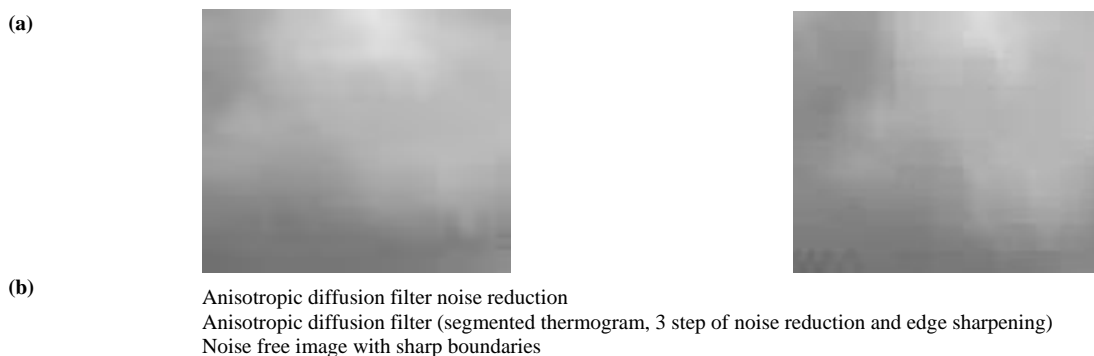 (a)
(b)
Anisotropic diffusion filter noise reduction
Anisotropic diffusion filter (segmented thermogram, 3 step of noise reduction and edge sharpening)
Noise free image with sharp boundaries